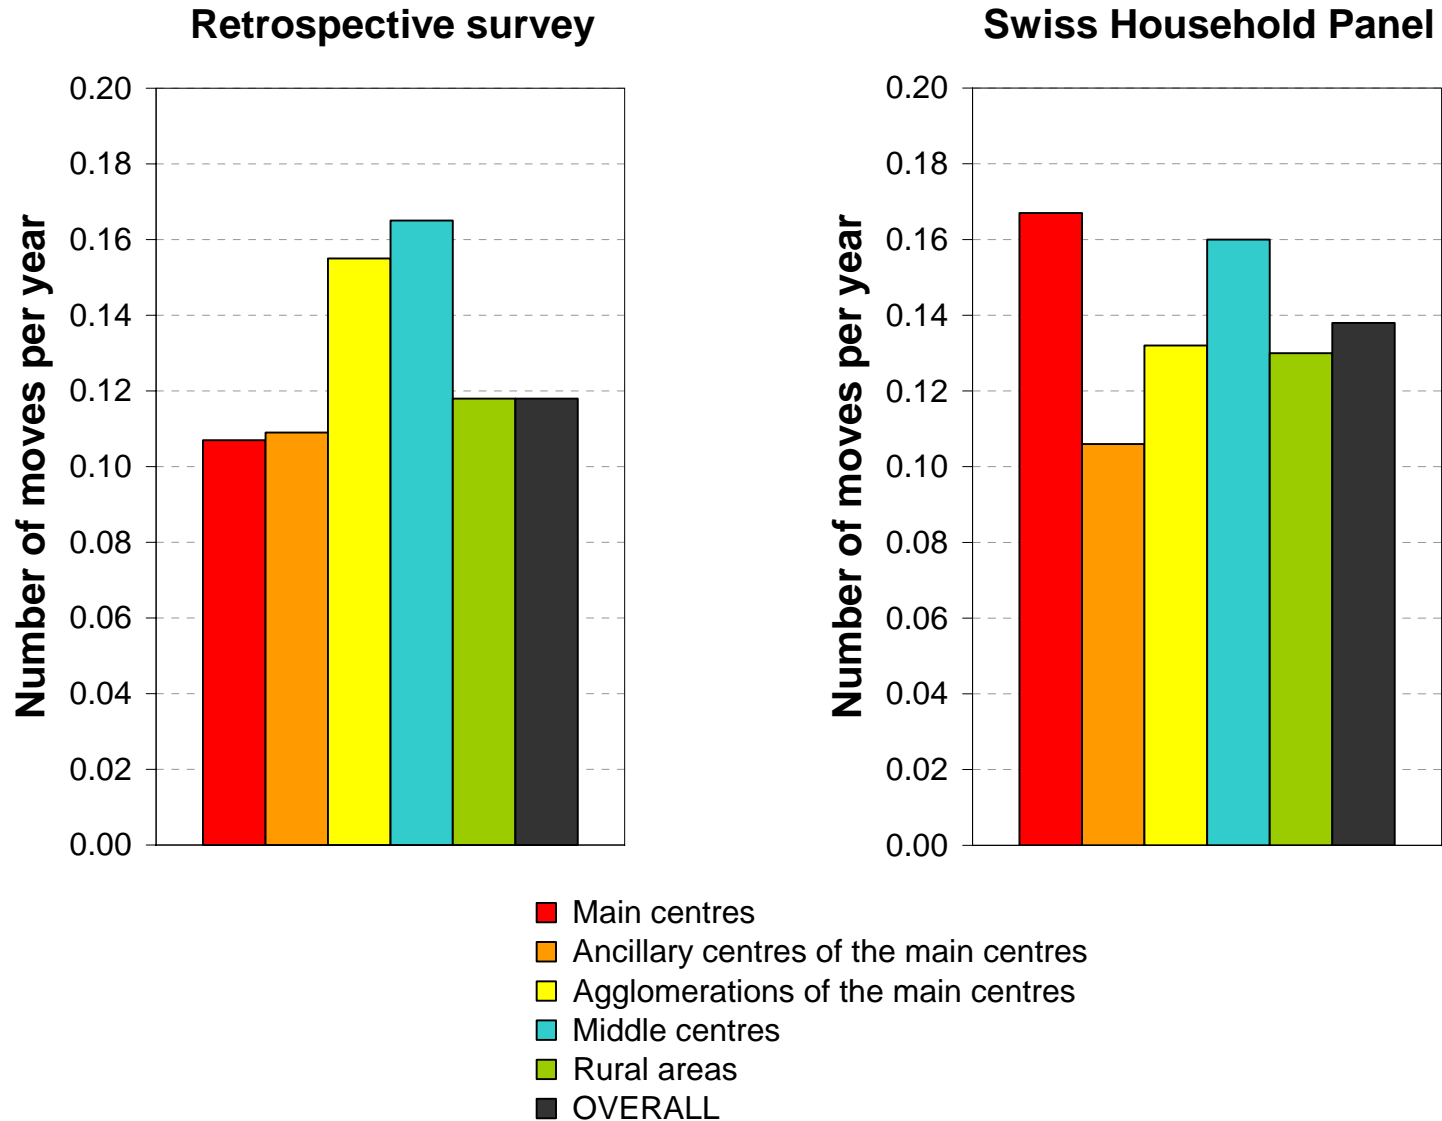 Retrospective survey
Number of moves per year
0.20
0.18
0.16
0.14
0.12
0.10
0.08
0.06
0.04
0.02
0.00
Swiss Household Panel
Number of moves per year
0.20
0.18
0.16
0.14
0.12
0.10
0.08
0.06
0.04
0.02
0.00
Main centres
Ancillary centres of the main centres
Agglomerations of the main centres
Middle centres
Rural areas
OVERALL